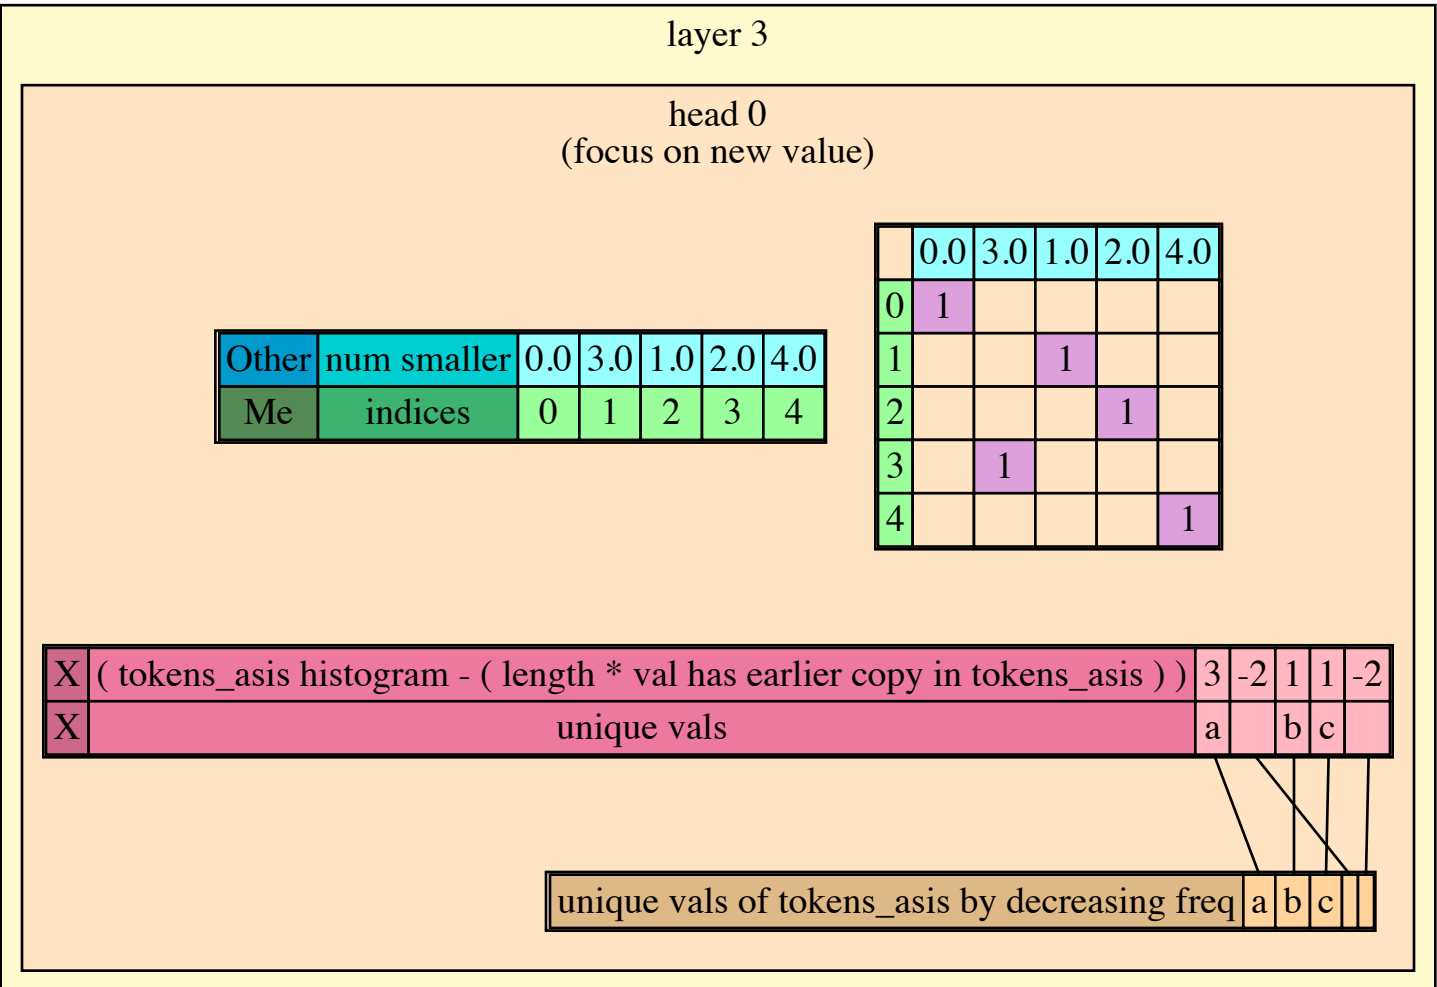 layer 3
head 0
(focus on new value)
0.0 3.0 1.0 2.0 4.0
0 1
1 1
2 1
3 1
4 1
Other num smaller 0.0 3.0 1.0 2.0 4.0
Me indices 0 1 2 3 4
X ( tokens_asis histogram - ( length * val has earlier copy in tokens_asis ) ) 3 -2 1 1 -2
X unique vals a b c
unique vals of tokens_asis by decreasing freq a b c